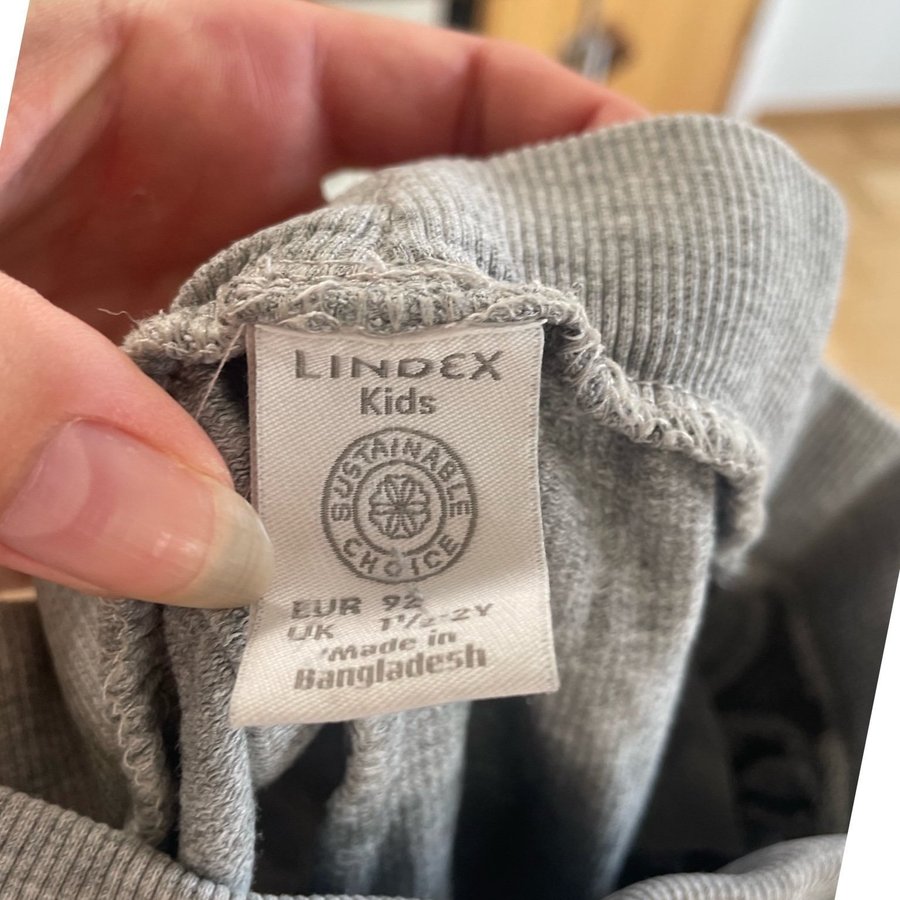 LINDEX
Kids
SUSTAINABLE
CHOICE
EUR 92
UK 1½-2Y
Made in
Bangladesh